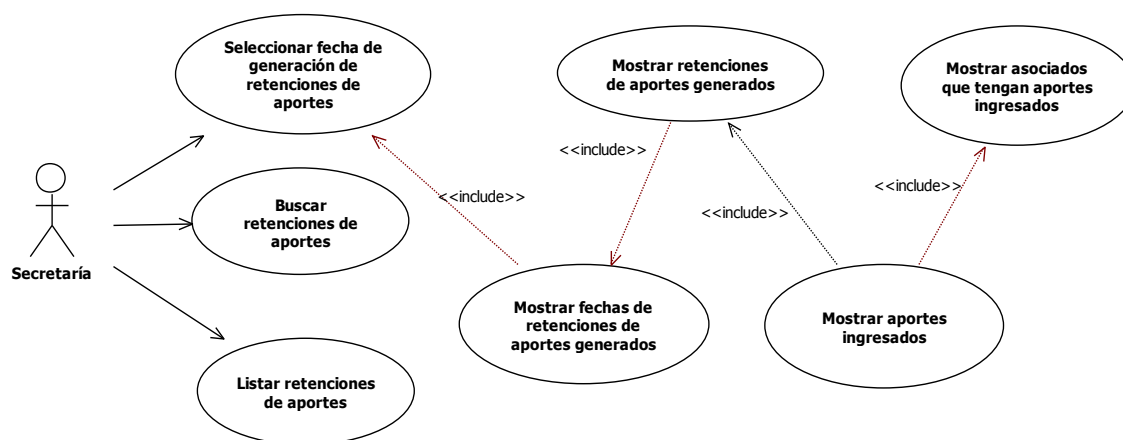 Seleccionar fecha de
generación de
retenciones de
aportes
Mostrar retenciones
de aportes generados
Mostrar asociados
que tengan aportes
ingresados
<<include>>
<<include>>
<<include>>
<<include>>
Buscar
retenciones de
aportes
Secretaría
Mostrar fechas de
retenciones de
aportes generados
Mostrar aportes
ingresados
Listar retenciones
de aportes